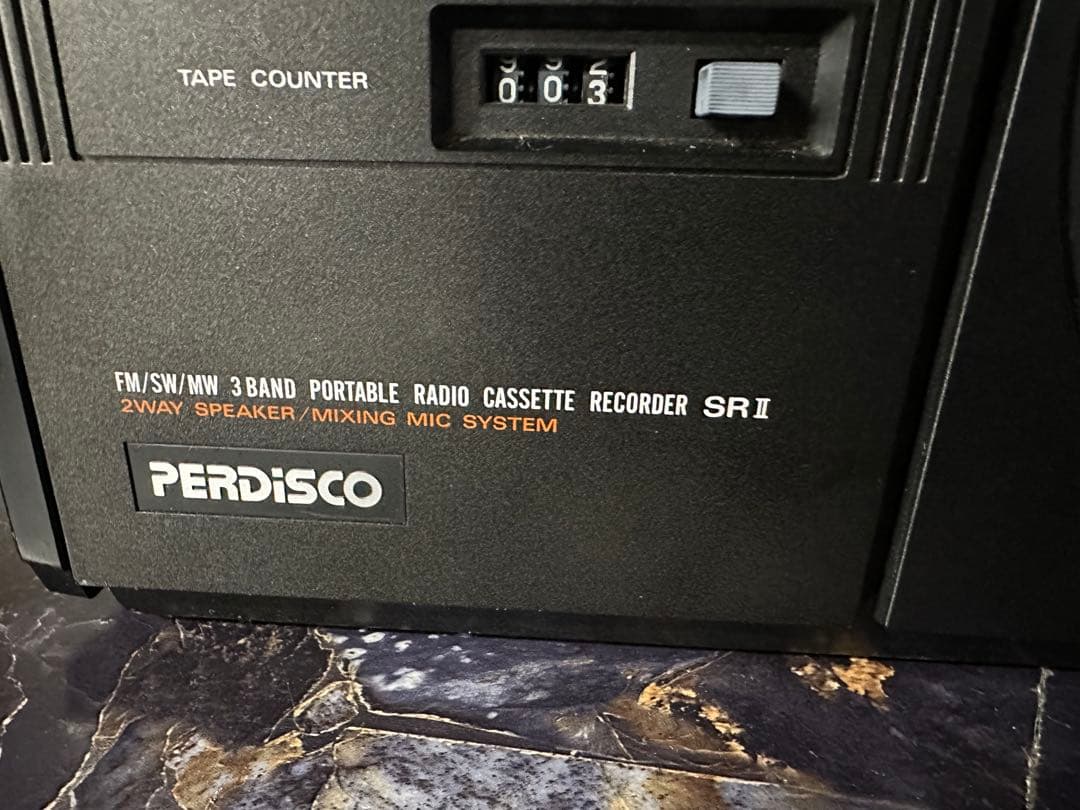 TAPE COUNTER
003
FM/SW/MW 3 BAND PORTABLE RADIO CASSETTE RECORDER SR II
2WAY SPEAKER/MIXING MIC SYSTEM
PERDiSCO